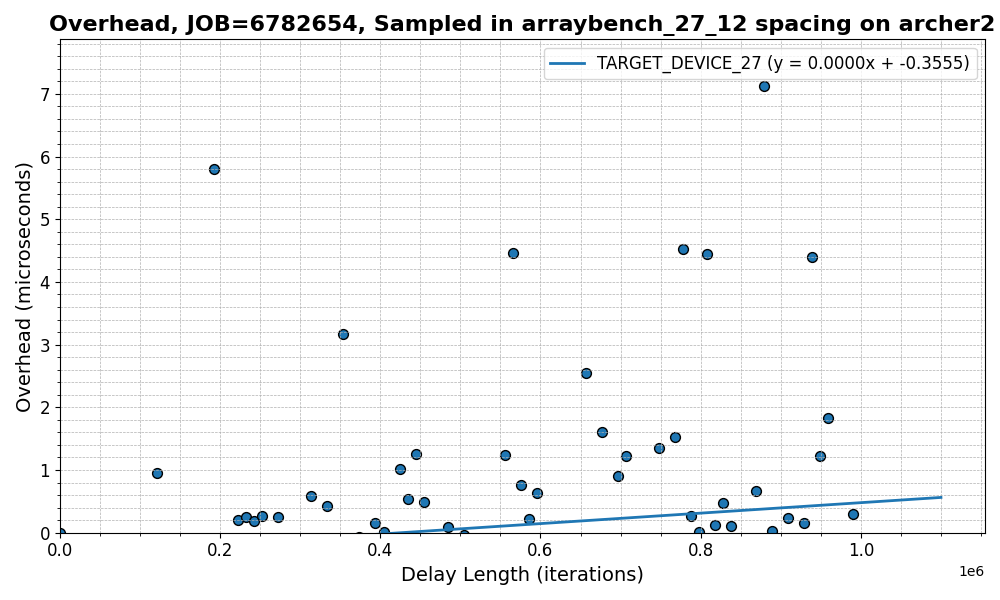 Overhead, JOB=6782654, Sampled in arraybench_27_12 spacing on archer2
TARGET_DEVICE_27 (y = 0.0000x + -0.3555)
Overhead (microseconds)
7
6
5
4
3
2
1
0
0.0 0.2 0.4 0.6 0.8 1.0
1e6
Delay Length (iterations)